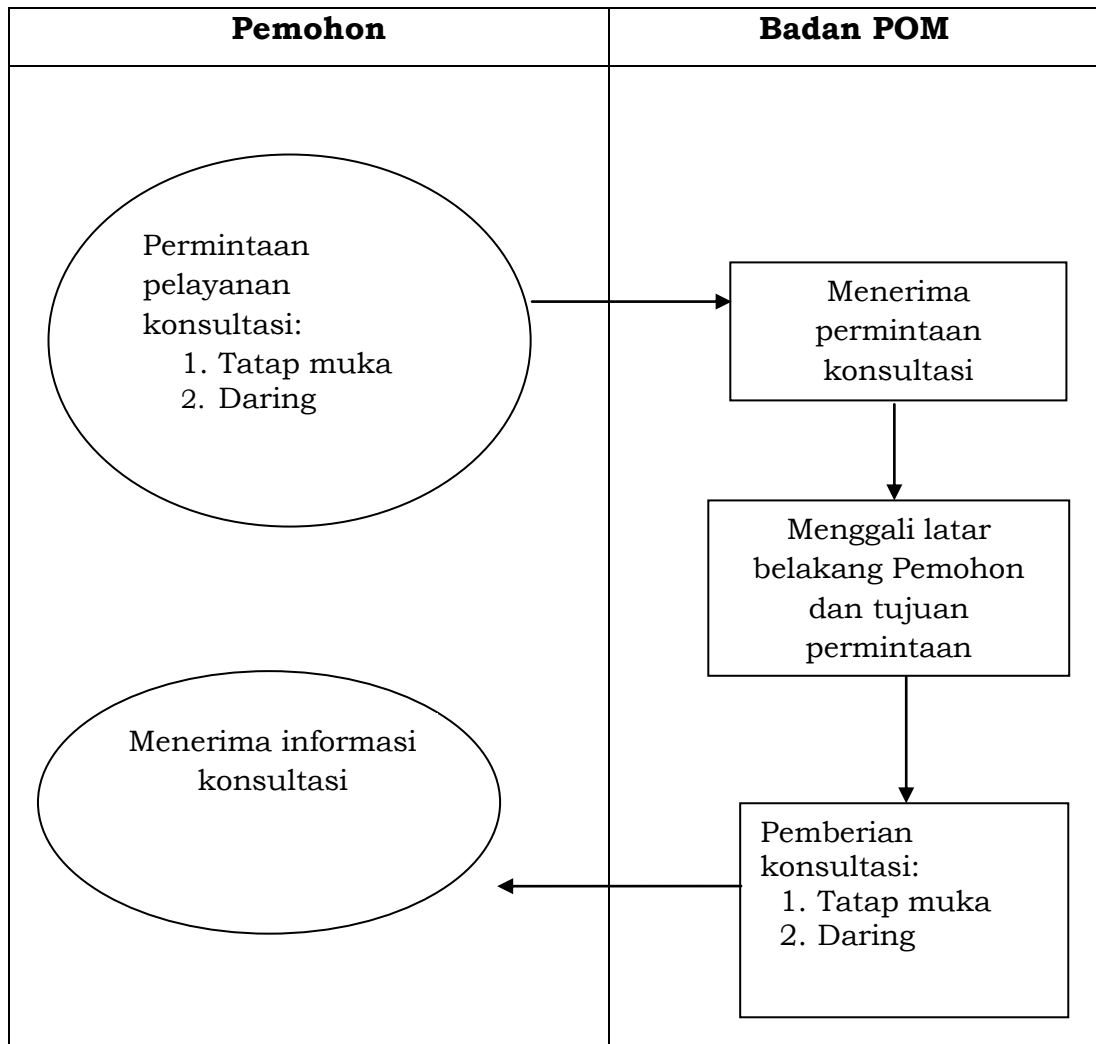 Pemohon
Badan POM
Permintaan
pelayanan
konsultasi:
1. Tatap muka
2. Daring
Menerima
permintaan
konsultasi
Menggali latar
belakang Pemohon
dan tujuan
permintaan
Pemberian
konsultasi:
1. Tatap muka
2. Daring
Menerima informasi
konsultasi